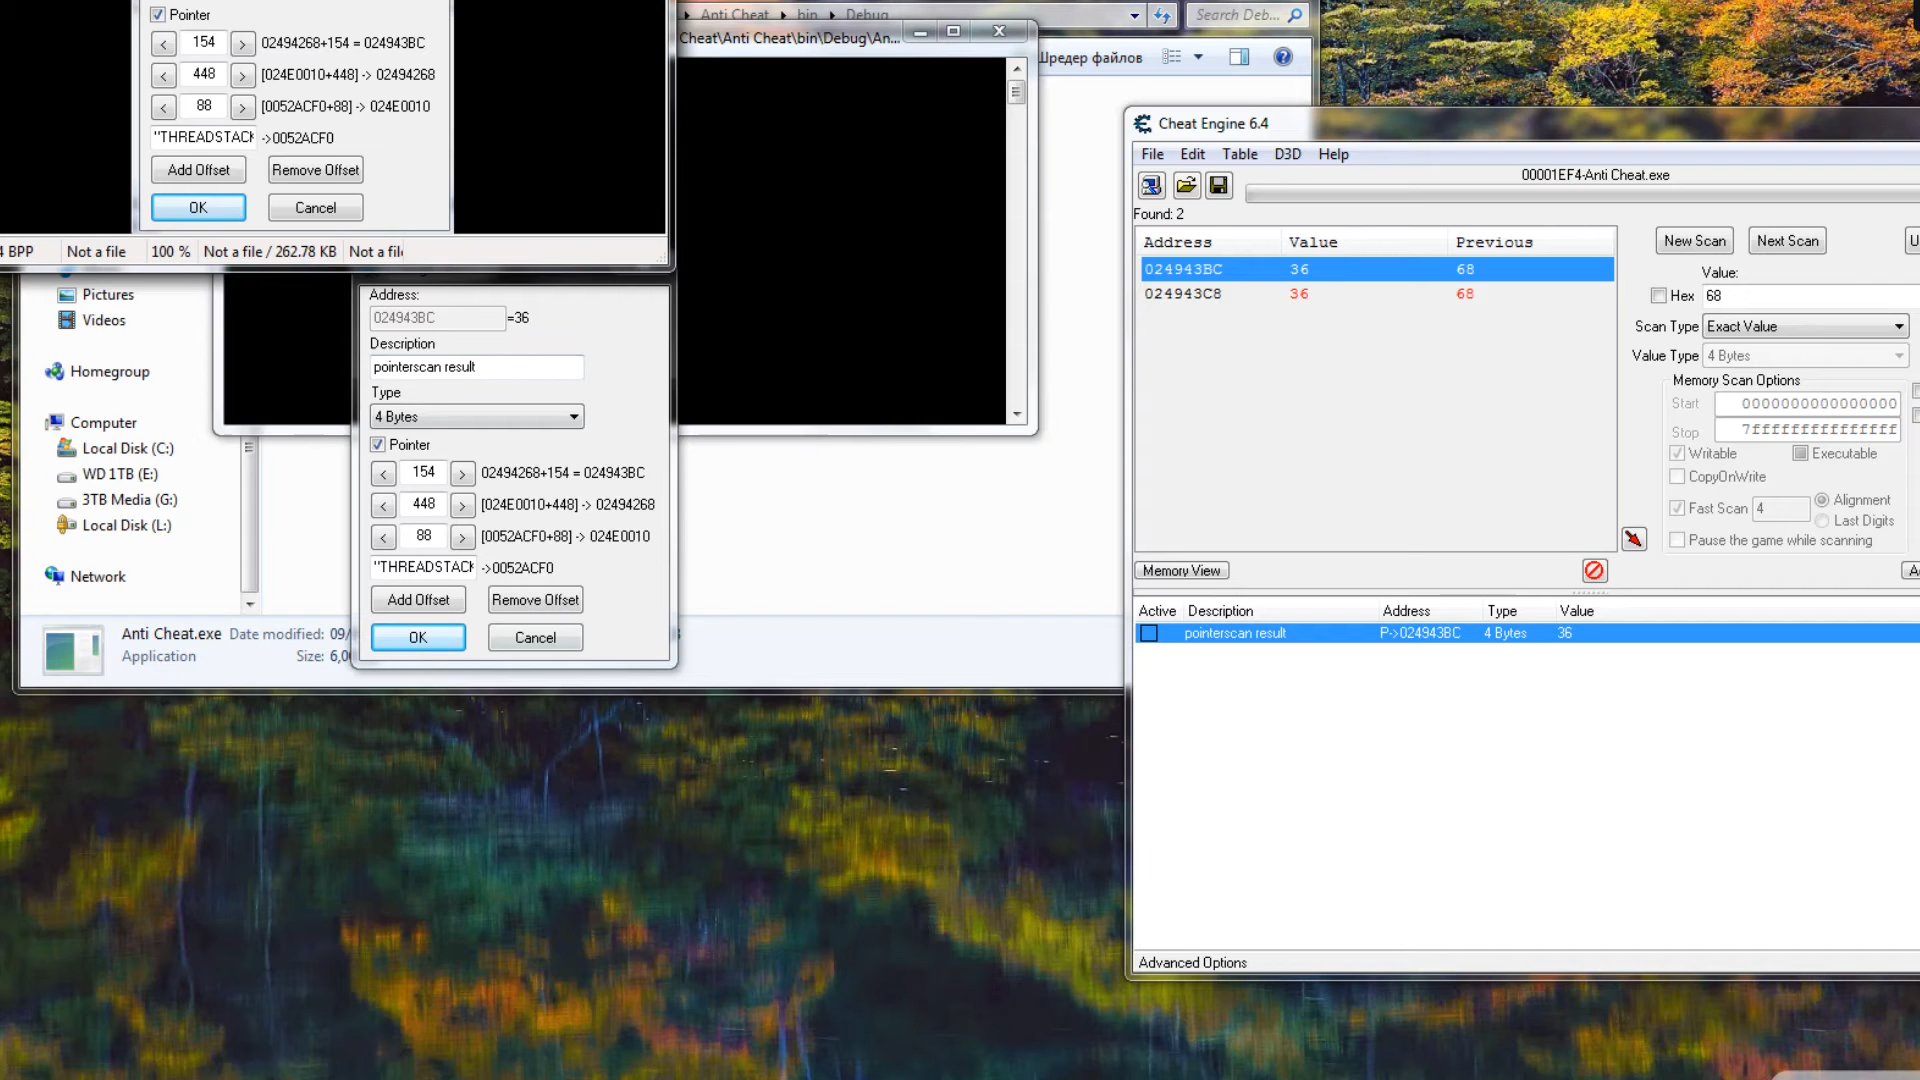 Pointer
< 154 > 02494268+154 = 024943BC
< 448 > [024E0010+448] -> 02494268
< 88 > [0052ACF0+88] -> 024E0010
"THREADSTACK ->0052ACF0
Add Offset Remove Offset
OK Cancel
BPP Not a file 100 % Not a file / 262.78 KB Not a file
Anti Cheat bin Debug
Search Deb...
Cheat\Anti Cheat\bin\Debug\An...
Шредер файлов
Pictures
Videos
Homegroup
Computer
Local Disk (C:)
WD 1TB (E:)
3TB Media (G:)
Local Disk (L:)
Network
Anti Cheat.exe Date modified: 09/
Application Size: 6,0
Address:
024943BC =36
Description
pointerscan result
Type
4 Bytes
Pointer
< 154 > 02494268+154 = 024943BC
< 448 > [024E0010+448] -> 02494268
< 88 > [0052ACF0+88] -> 024E0010
"THREADSTACK ->0052ACF0
Add Offset Remove Offset
OK Cancel
Cheat Engine 6.4
File Edit Table D3D Help
00001EF4-Anti Cheat.exe
Found: 2
Address Value Previous
024943BC 36 68
024943C8 36 68
New Scan Next Scan
Value:
Hex 68
Scan Type Exact Value
Value Type 4 Bytes
Memory Scan Options
Start 0000000000000000
Stop 7fffffffffffffff
Writable Executable
CopyOnWrite
Fast Scan 4 Alignment
Last Digits
Pause the game while scanning
Memory View
Active Description Address Type Value
pointerscan result P->024943BC 4 Bytes 36
Advanced Options